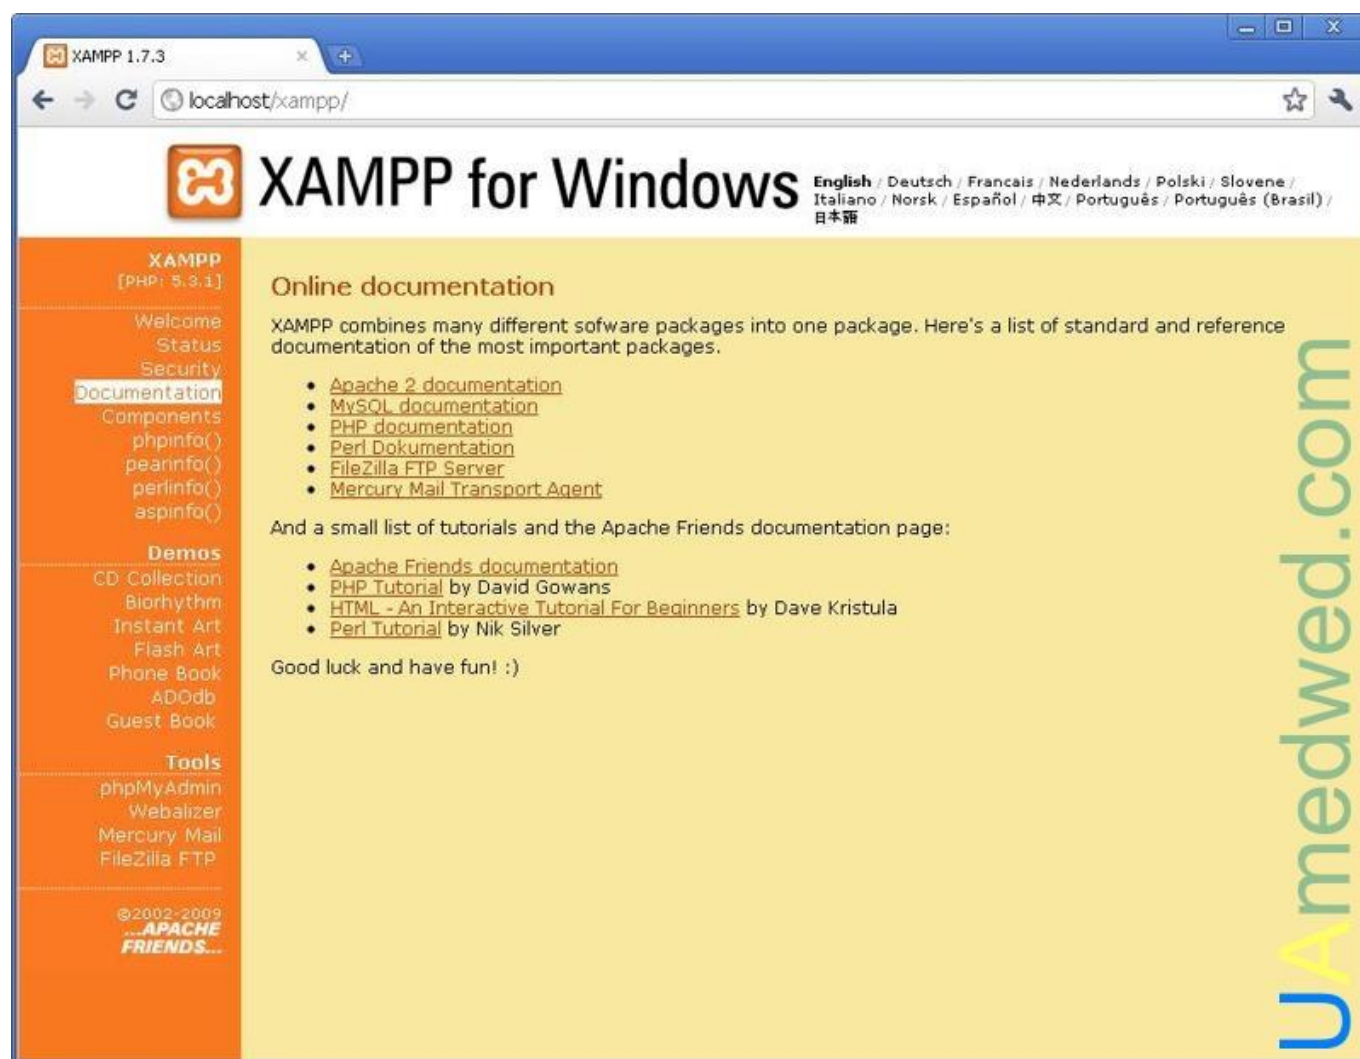 XAMPP 1.7.3
localhost/xampp/
XAMPP for Windows
English / Deutsch / Francais / Nederlands / Polski / Slovene /
Italiano / Norsk / Español / 中文 / Português / Português (Brasil) /
日本語
XAMPP
[PHP: 5.3.1]
Welcome
Status
Security
Documentation
Components
phpinfo()
pearinfo()
perlinfo()
aspinfo()
Demos
CD Collection
Biorhythm
Instant Art
Flash Art
Phone Book
ADOdb
Guest Book
Tools
phpMyAdmin
Webalizer
Mercury Mail
FileZilla FTP
©2002-2009
...APACHE
FRIENDS...
Online documentation
XAMPP combines many different sofware packages into one package. Here's a list of standard and reference
documentation of the most important packages.
Apache 2 documentation
MySQL documentation
PHP documentation
Perl Dokumentation
FileZilla FTP Server
Mercury Mail Transport Agent
And a small list of tutorials and the Apache Friends documentation page:
Apache Friends documentation
PHP Tutorial by David Gowans
HTML - An Interactive Tutorial For Beginners by Dave Kristula
Perl Tutorial by Nik Silver
Good luck and have fun! :)
UAmedwed.com